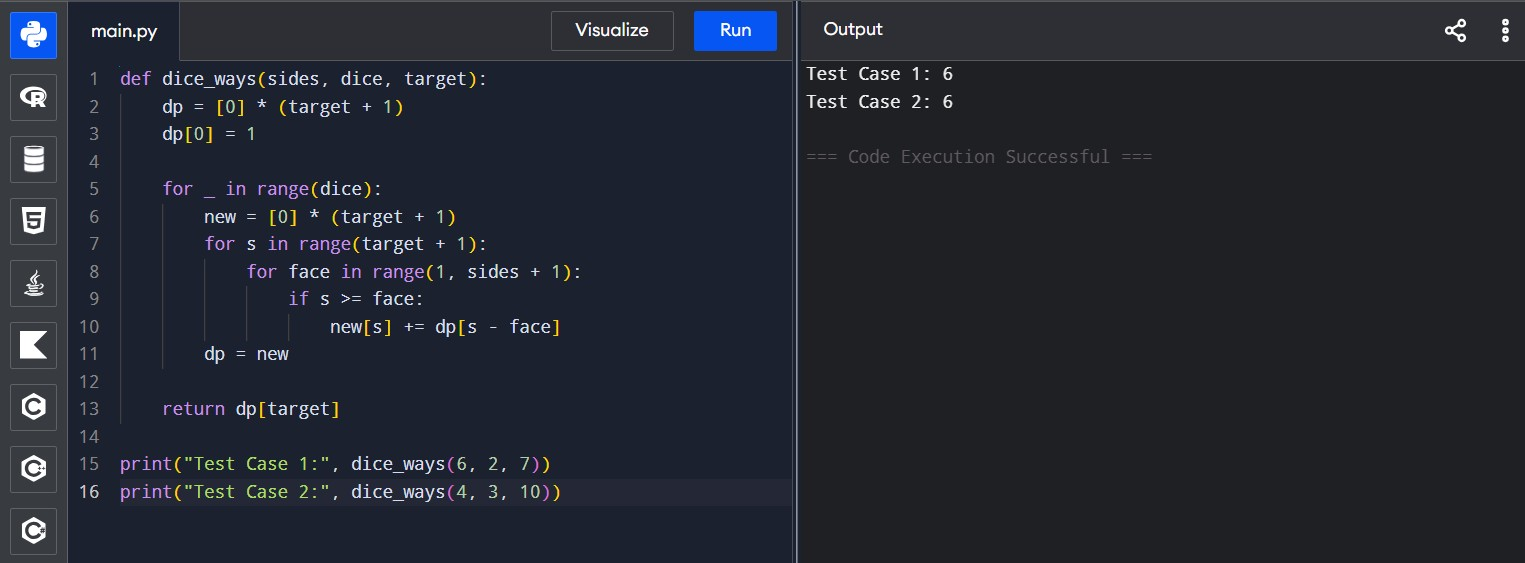 main.py
Visualize
Run
Output
1 def dice_ways(sides, dice, target):
2     dp = [0] * (target + 1)
3     dp[0] = 1
4
5     for _ in range(dice):
6         new = [0] * (target + 1)
7         for s in range(target + 1):
8             for face in range(1, sides + 1):
9                 if s >= face:
10                     new[s] += dp[s - face]
11         dp = new
12
13     return dp[target]
14
15 print("Test Case 1:", dice_ways(6, 2, 7))
16 print("Test Case 2:", dice_ways(4, 3, 10))
Test Case 1: 6
Test Case 2: 6
=== Code Execution Successful ===